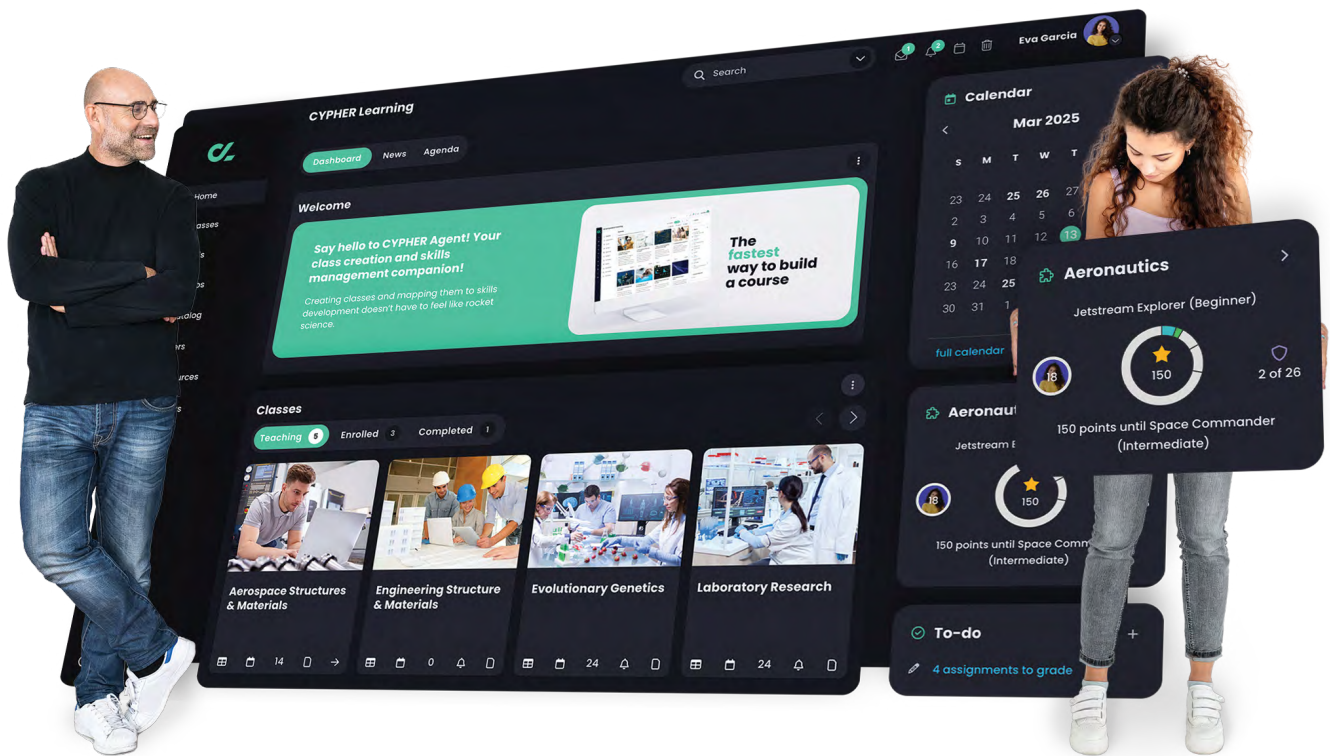 Eva Garcia
1
2
Search
CYPHER Learning
Dashboard
News
Agenda
Home
Welcome
Say hello to CYPHER Agent! Your
class creation and skills
management companion!
Creating classes and mapping them to skills
development doesn't have to feel like rocket
science.
The
fastest
way to build
a course
Classes
Teaching 5
Enrolled 3
Completed 1
Aerospace Structures
& Materials
14
Engineering Structure
& Materials
0
Evolutionary Genetics
24
Laboratory Research
24
Calendar
Mar 2025
S M T W T
23 24 25 26 27
2 3 4 5 6
9 10 11 12 13
16 17 18
23 24 25
30 31 1
full calendar
Aeronautics
Jetstream Explorer (Beginner)
18
150
2 of 26
150 points until Space Commander
(Intermediate)
Jetstream
18
150
150 points until Space
(Intermediate)
To-do
4 assignments to grade